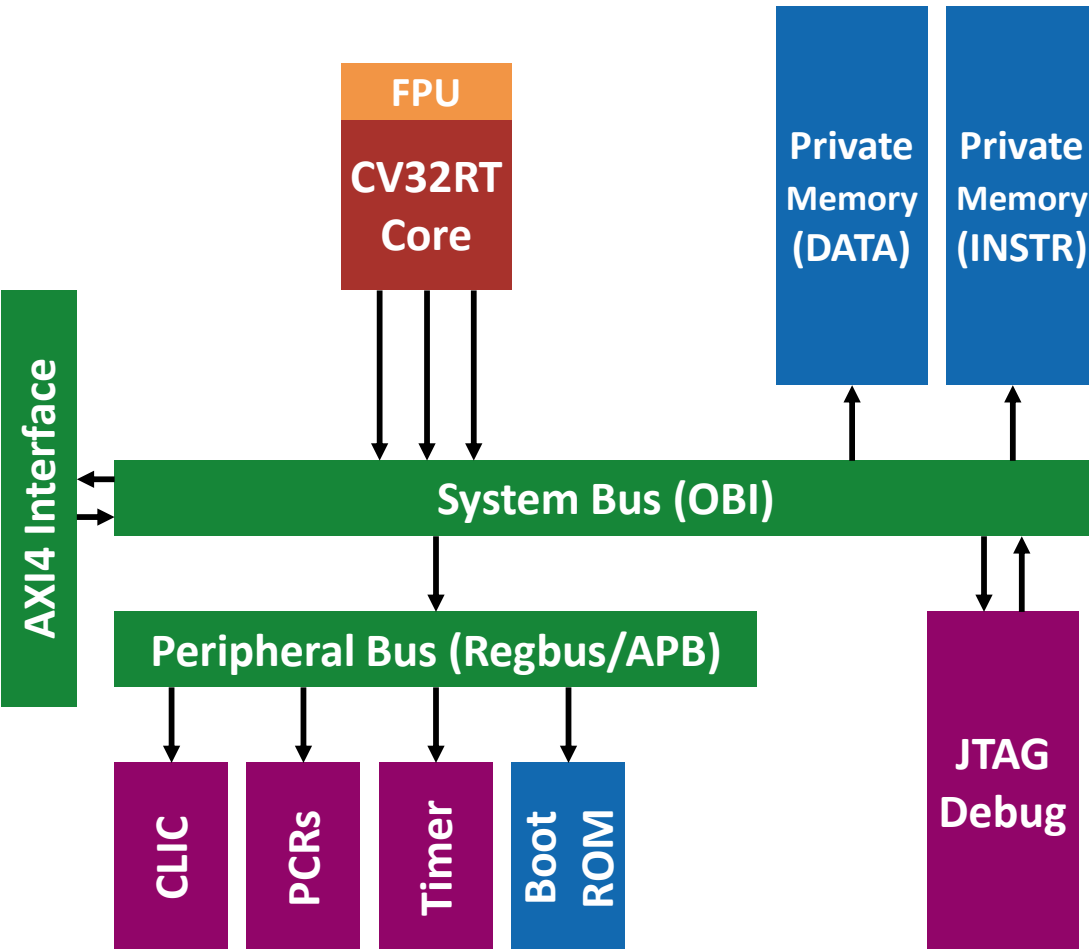 FPU
CV32RT
Core
Private
Memory
(DATA)
Private
Memory
(INSTR)
AXI4 Interface
System Bus (OBI)
Peripheral Bus (Regbus/APB)
CLIC
PCRs
Timer
Boot
ROM
JTAG
Debug